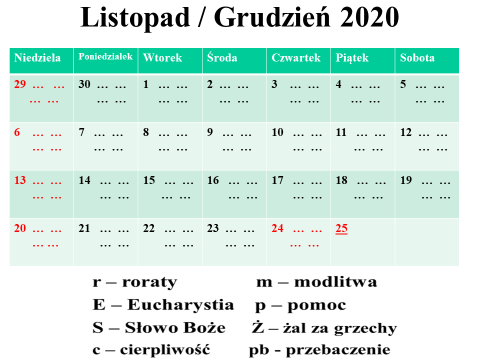 Listopad / Grudzień 2020
Niedziela Poniedziałek Wtorek Środa Czwartek Piątek Sobota
29 … … 30 … … 1 … … 2 … … 3 … … 4 … … 5 … …
… … … … … … … … … … … … … …
6 … … 7 … … 8 … … 9 … … 10 … … 11 … … 12 … …
… … … … … … … … … … … … … …
13 … … 14 … … 15 … … 16 … … 17 … … 18 … … 19 … …
… … … … … … … … … … … … … …
20 … … 21 … … 22 … … 23 … … 24 … … 25
… … … … … … … … … …
r – roraty m – modlitwa
E – Eucharystia p – pomoc
S – Słowo Boże Ż – żal za grzechy
c – cierpliwość pb - przebaczenie